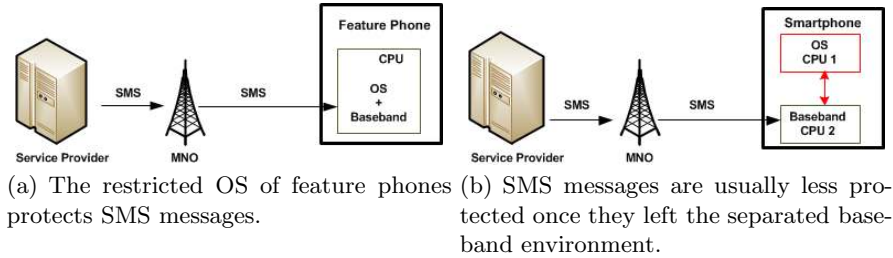 Feature Phone
CPU
OS
+
Baseband
SMS
SMS
Service Provider
MNO
(a) The restricted OS of feature phones
protects SMS messages.
Smartphone
OS
CPU 1
Baseband
CPU 2
SMS
SMS
Service Provider
MNO
(b) SMS messages are usually less pro-
tected once they left the separated base-
band environment.